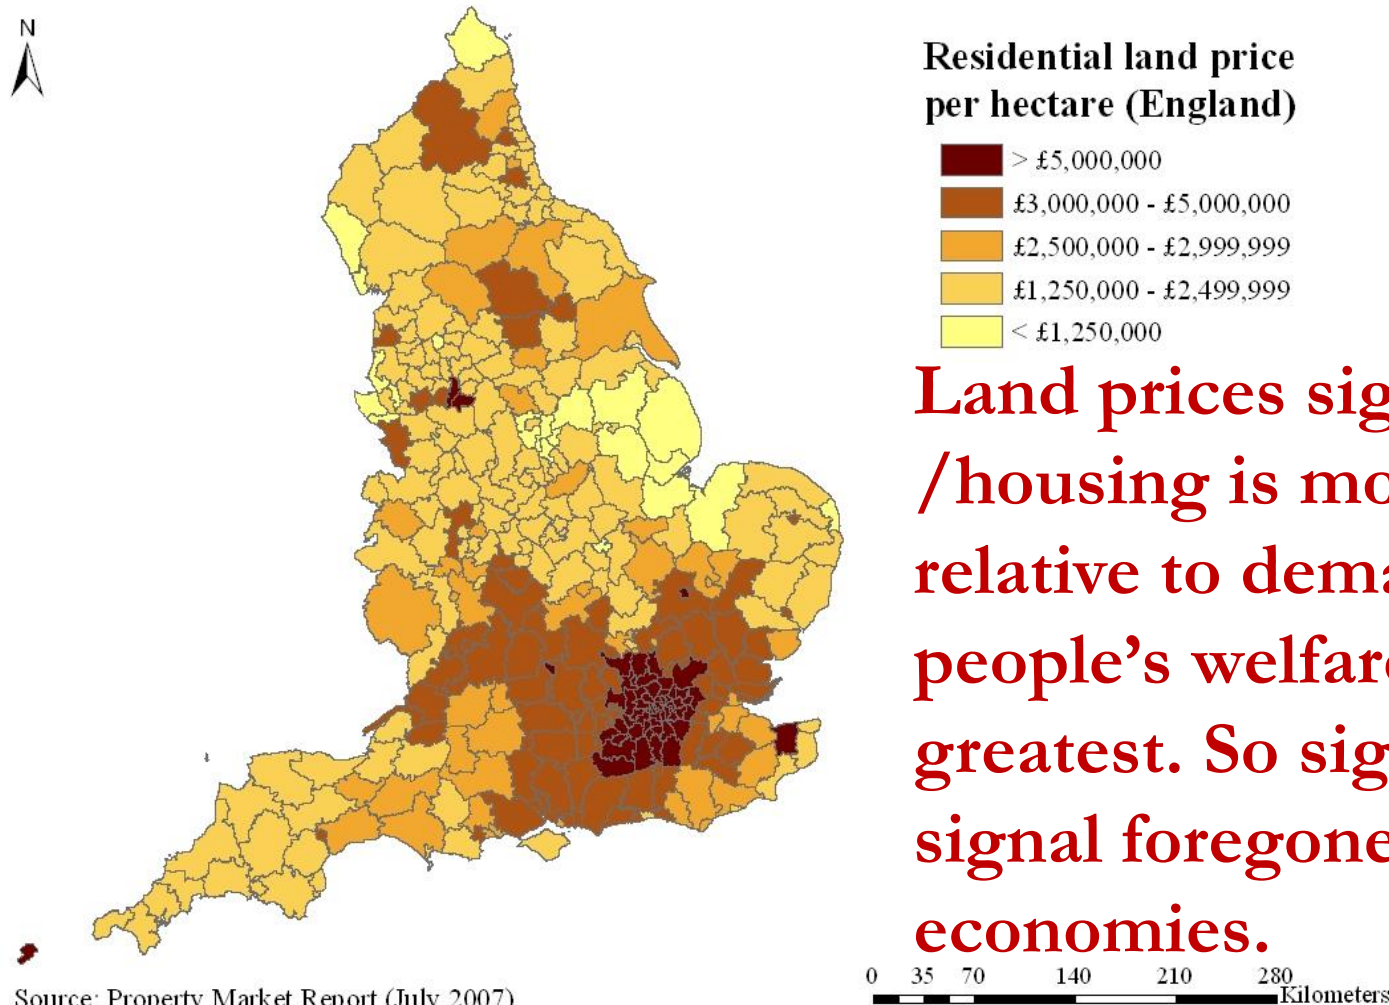 N
Residential land price
per hectare (England)
> £5,000,000
£3,000,000 - £5,000,000
£2,500,000 - £2,999,999
£1,250,000 - £2,499,999
< £1,250,000
Land prices sig
/housing is mo
relative to dema
people’s welfare
greatest. So sig
signal foregone
economies.
0 35 70 140 210 280
Kilometers
Source: Property Market Report (July 2007)